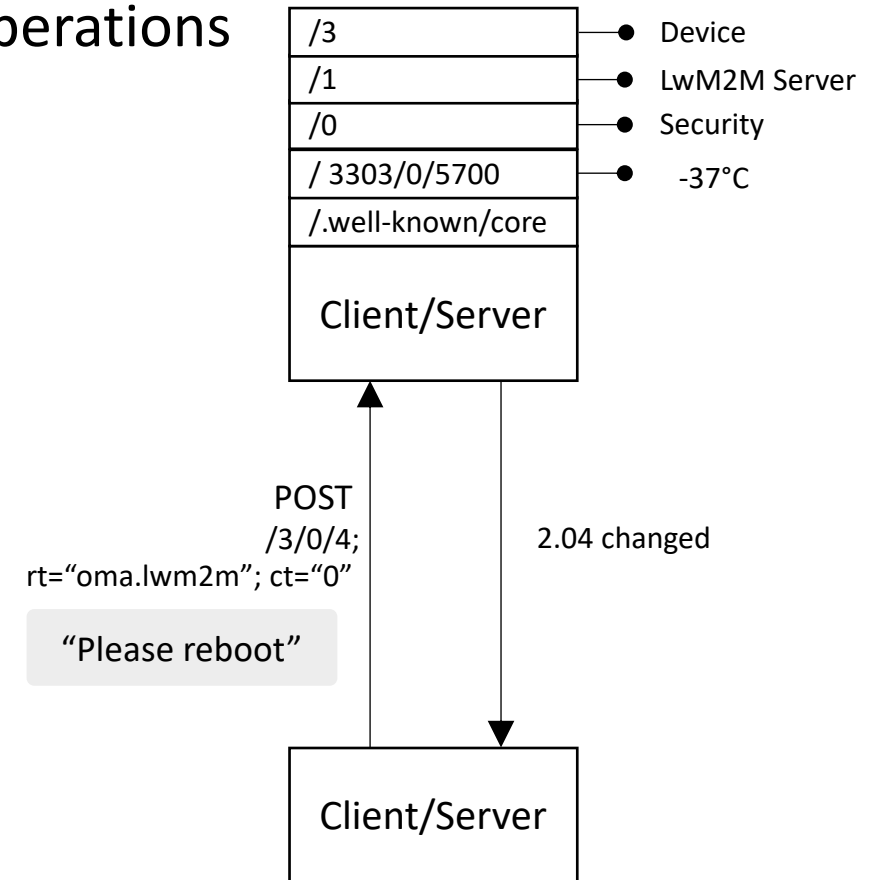 perations
/3
Device
/1
LwM2M Server
/0
Security
/ 3303/0/5700
-37°C
/.well-known/core
Client/Server
POST
/3/0/4;
rt=“oma.lwm2m”; ct=“0”
2.04 changed
“Please reboot”
Client/Server